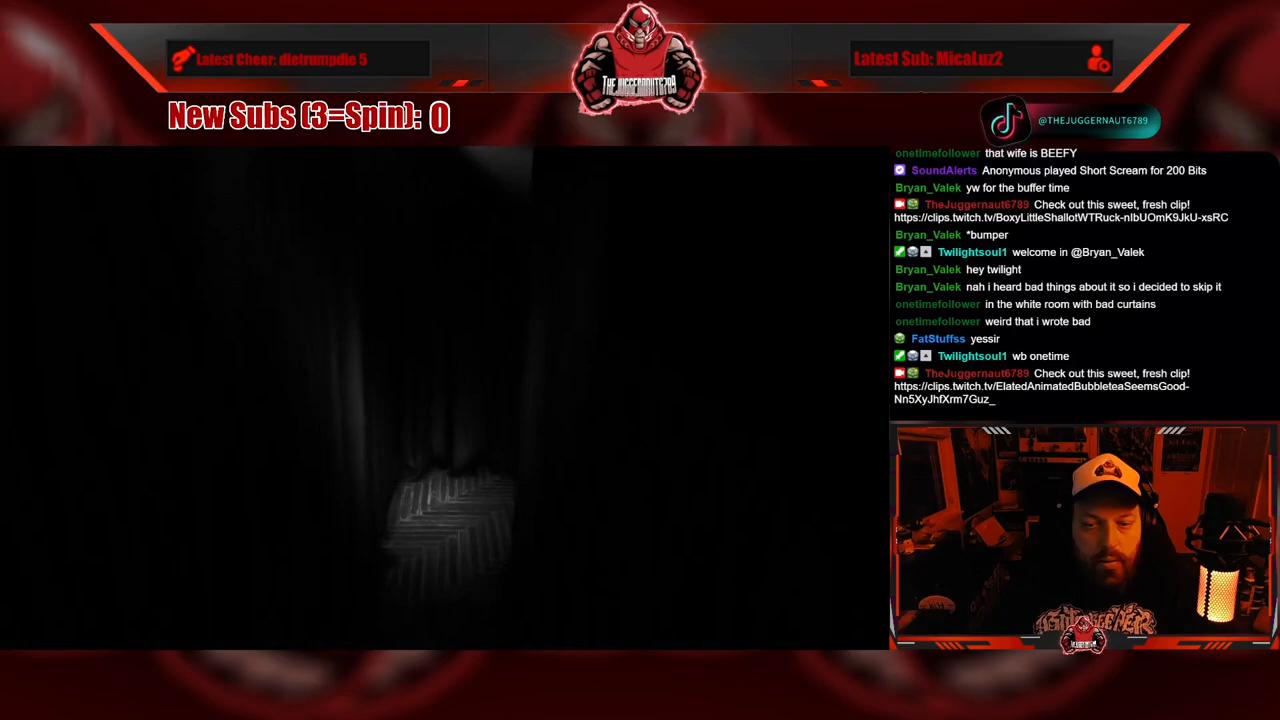 Latest Cheer: dietrumpdie 5
THEJUGGERNAUT6789
Latest Sub: MicaLuz2
New Subs (3=Spin): 0
@THEJUGGERNAUT6789
onetimefollower that wife is BEEFY
SoundAlerts Anonymous played Short Scream for 200 Bits
Bryan_Valek yw for the buffer time
TheJuggernaut6789 Check out this sweet, fresh clip!
https://clips.twitch.tv/BoxyLittleShallotWTRuck-nIbUOmK9JkU-xsRC
Bryan_Valek *bumper
Twilightsoul1 welcome in @Bryan_Valek
Bryan_Valek hey twilight
Bryan_Valek nah i heard bad things about it so i decided to skip it
onetimefollower in the white room with bad curtains
onetimefollower weird that i wrote bad
FatStuffss yessir
Twilightsoul1 wb onetime
TheJuggernaut6789 Check out this sweet, fresh clip!
https://clips.twitch.tv/ElatedAnimatedBubbleteaSeemsGood-
Nn5XyJhfXrm7Guz_